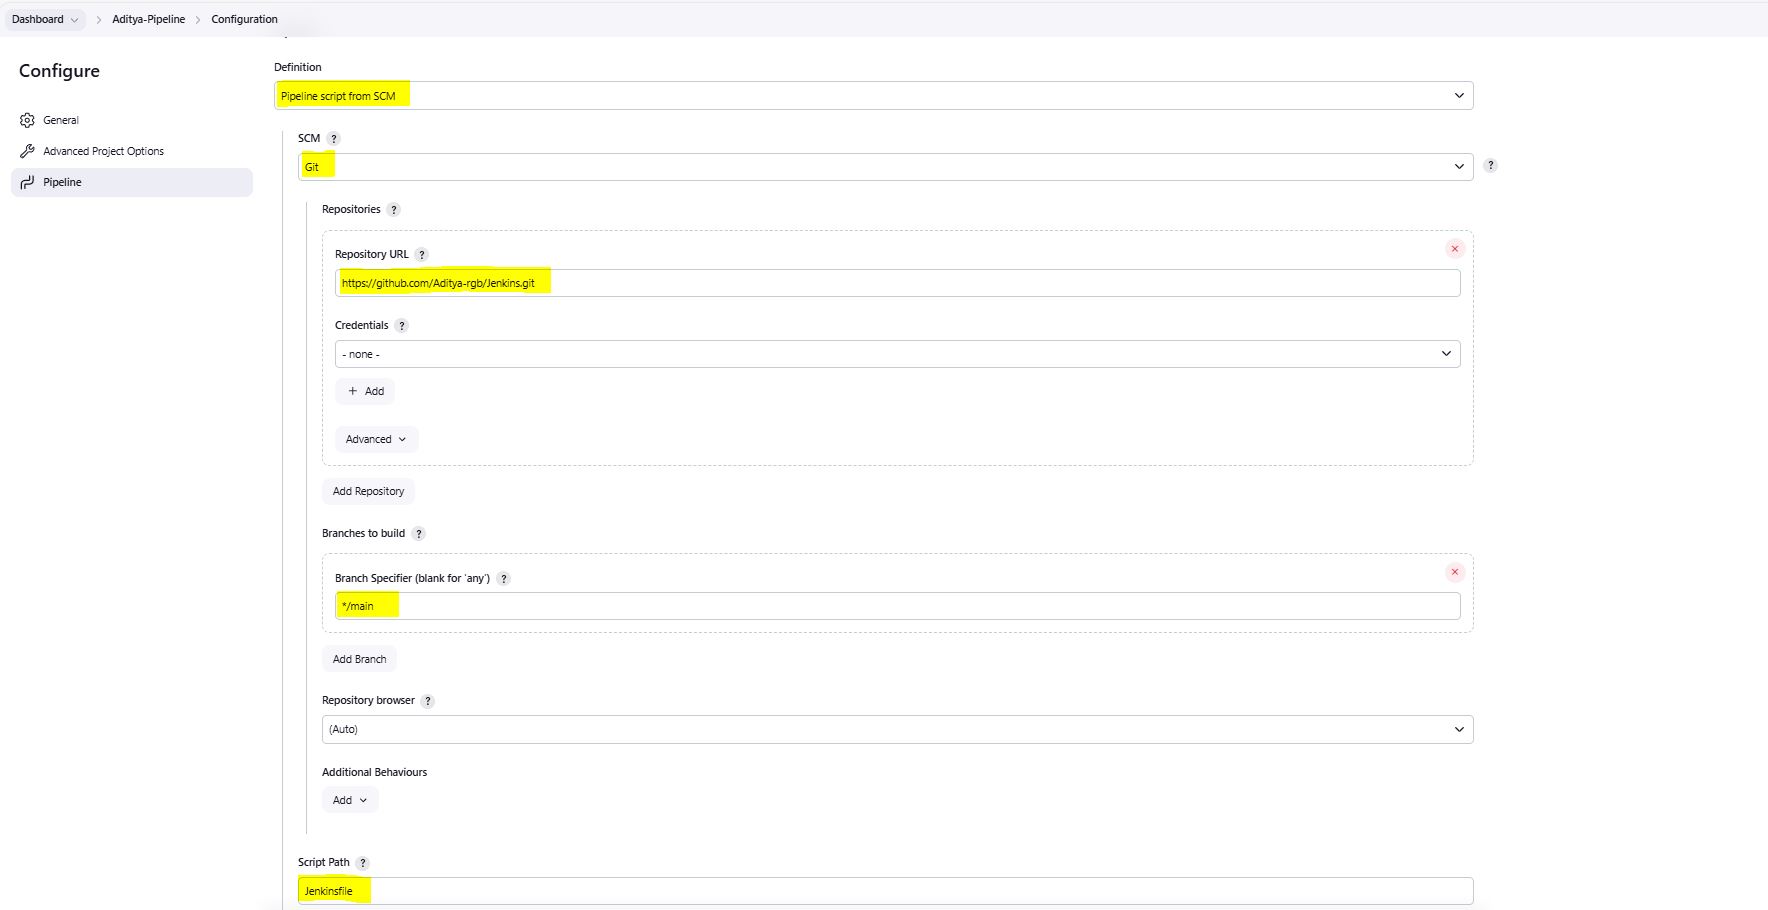 Dashboard
Aditya-Pipeline
Configuration
Configure
General
Advanced Project Options
Pipeline
Definition
Pipeline script from SCM
SCM ?
Git
?
Repositories ?
Repository URL ?
https://github.com/Aditya-rgb/Jenkins.git
Credentials ?
- none -
+ Add
Advanced
Add Repository
Branches to build ?
Branch Specifier (blank for 'any') ?
*/main
Add Branch
Repository browser ?
(Auto)
Additional Behaviours
Add
Script Path ?
Jenkinsfile